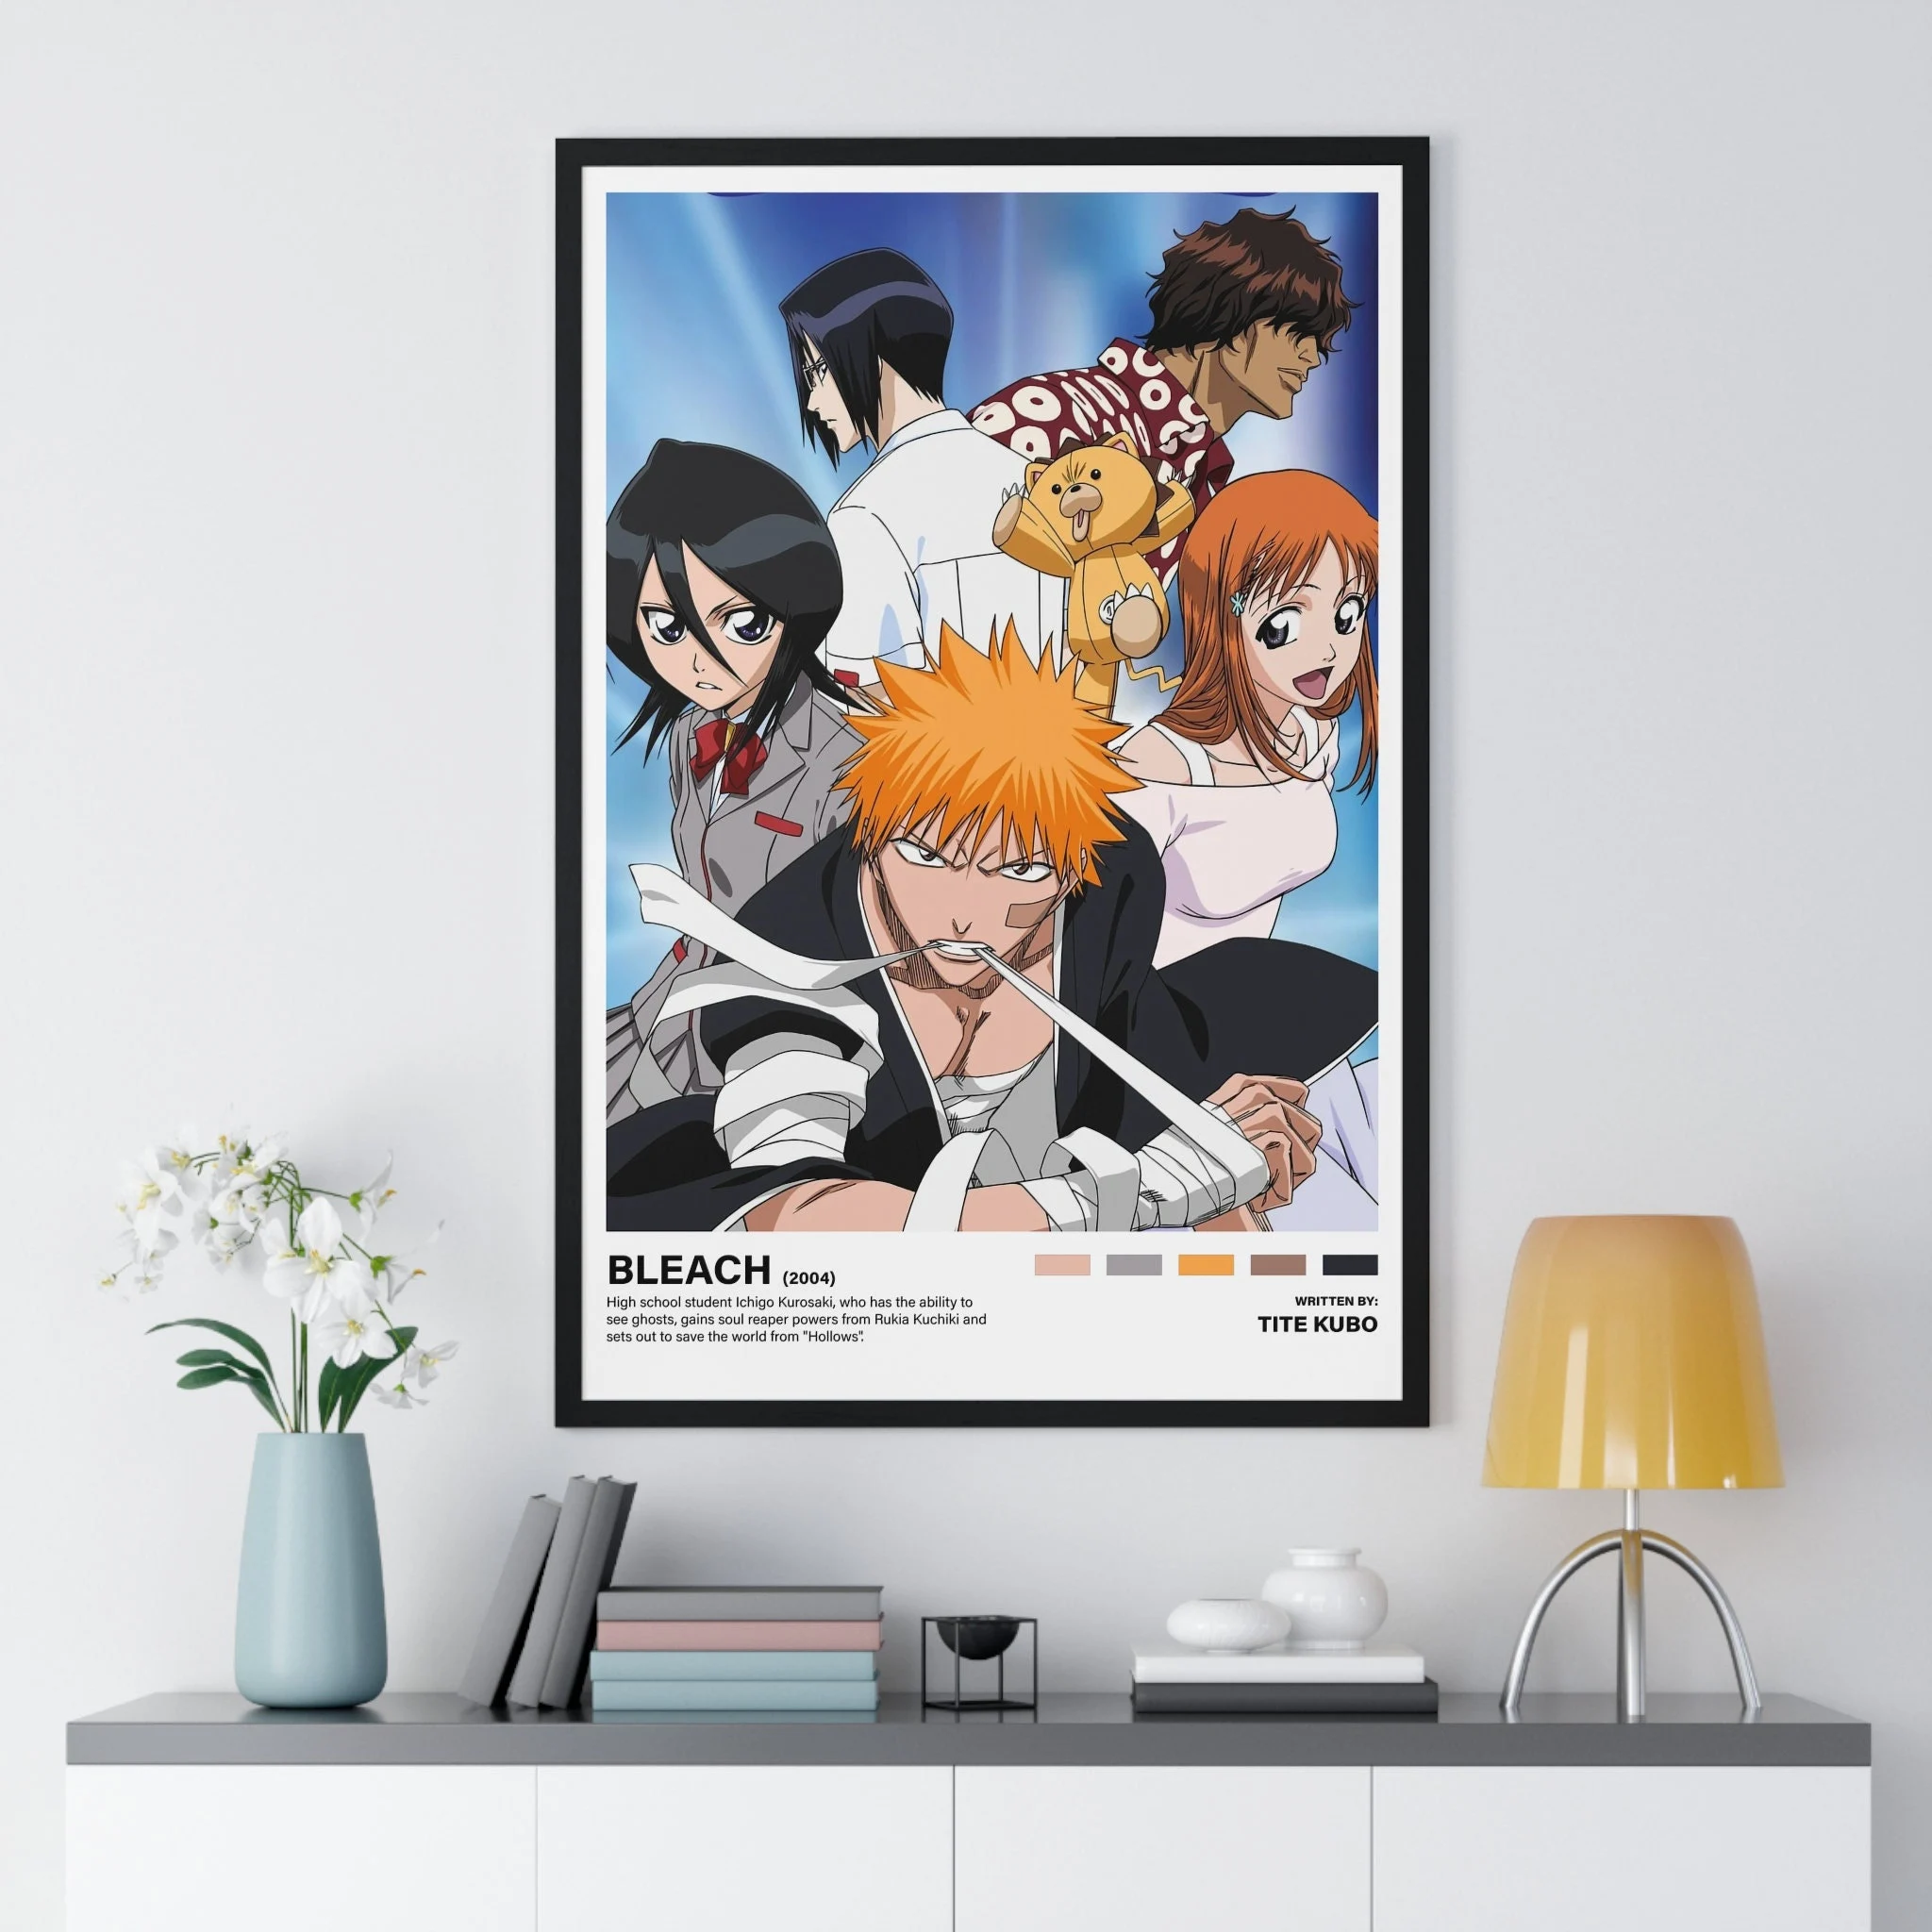 BLEACH (2004)
High school student Ichigo Kurosaki, who has the ability to
see ghosts, gains soul reaper powers from Rukia Kuchiki and
sets out to save the world from "Hollows".
WRITTEN BY:
TITE KUBO